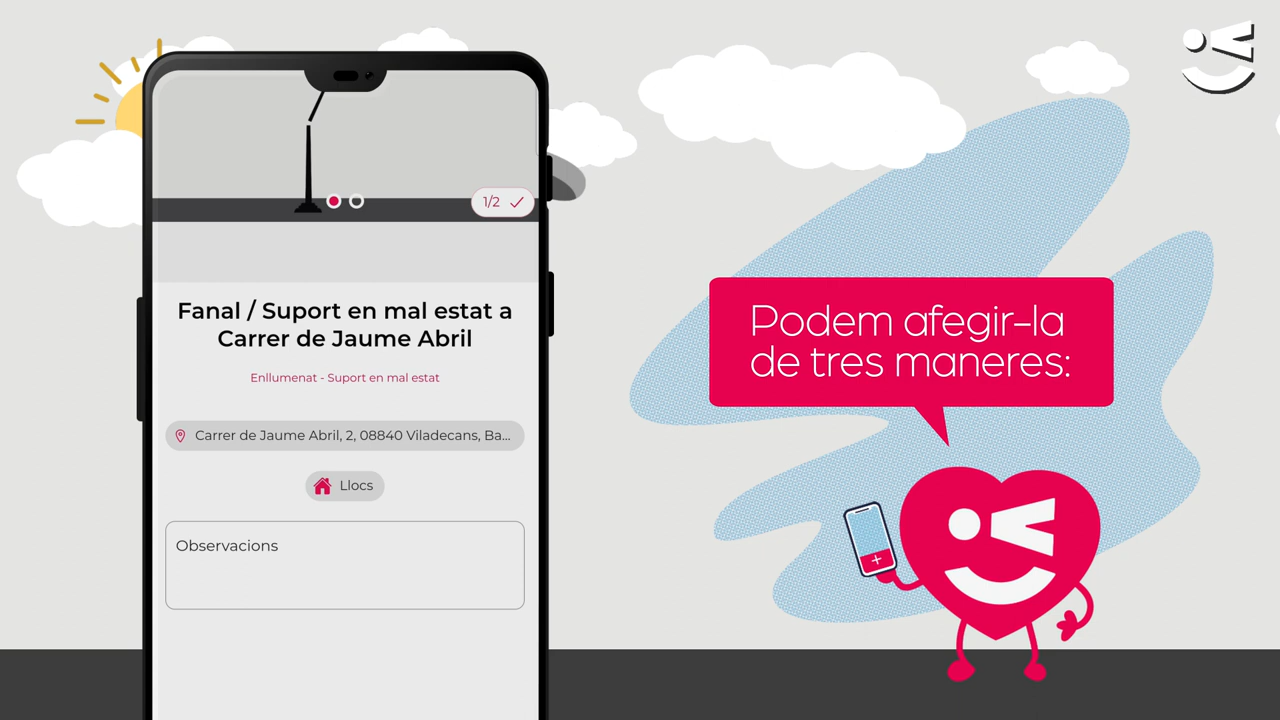 1/2
Fanal / Suport en mal estat a
Carrer de Jaume Abril
Enllumenat - Suport en mal estat
Carrer de Jaume Abril, 2, 08840 Viladecans, Ba...
Llocs
Observacions
Podem afegir-la
de tres maneres: